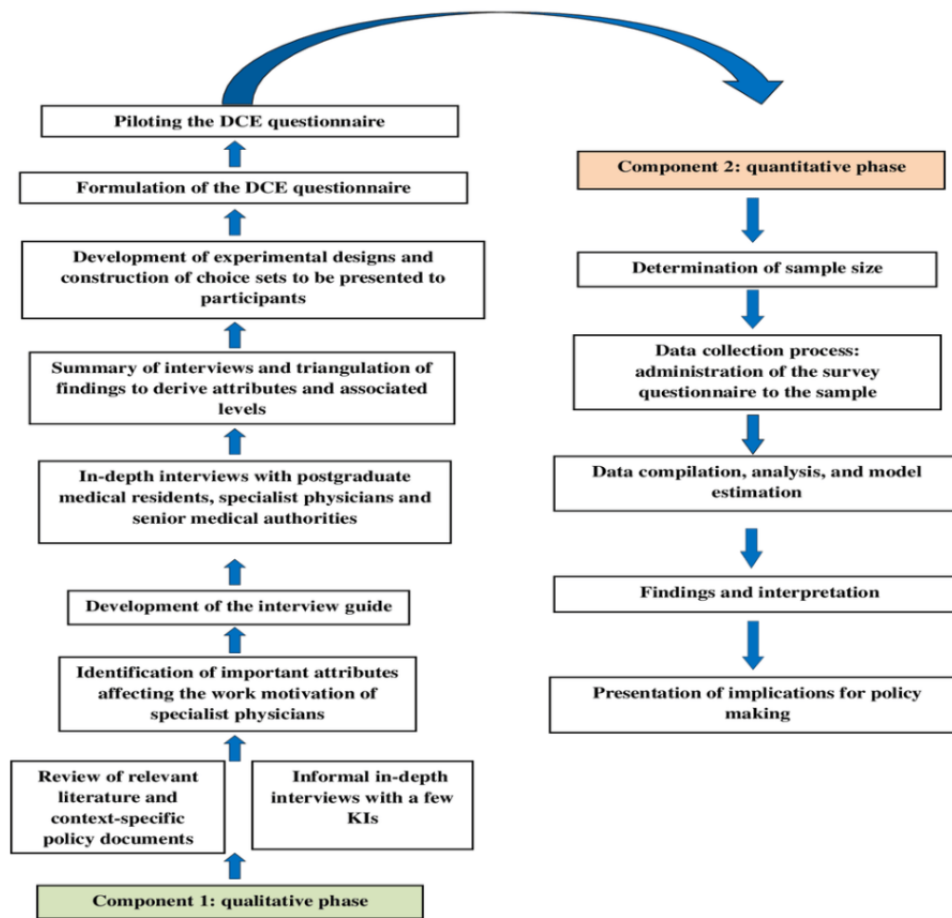 Piloting the DCE questionnaire
Formulation of the DCE questionnaire
Development of experimental designs and
construction of choice sets to be presented to
participants
Summary of interviews and triangulation of
findings to derive attributes and associated
levels
In-depth interviews with postgraduate
medical residents, specialist physicians and
senior medical authorities
Development of the interview guide
Identification of important attributes
affecting the work motivation of
specialist physicians
Review of relevant
literature and
context-specific
policy documents
Informal in-depth
interviews with a few
KIs
Component 1: qualitative phase
Component 2: quantitative phase
Determination of sample size
Data collection process:
administration of the survey
questionnaire to the sample
Data compilation, analysis, and model
estimation
Findings and interpretation
Presentation of implications for policy
making